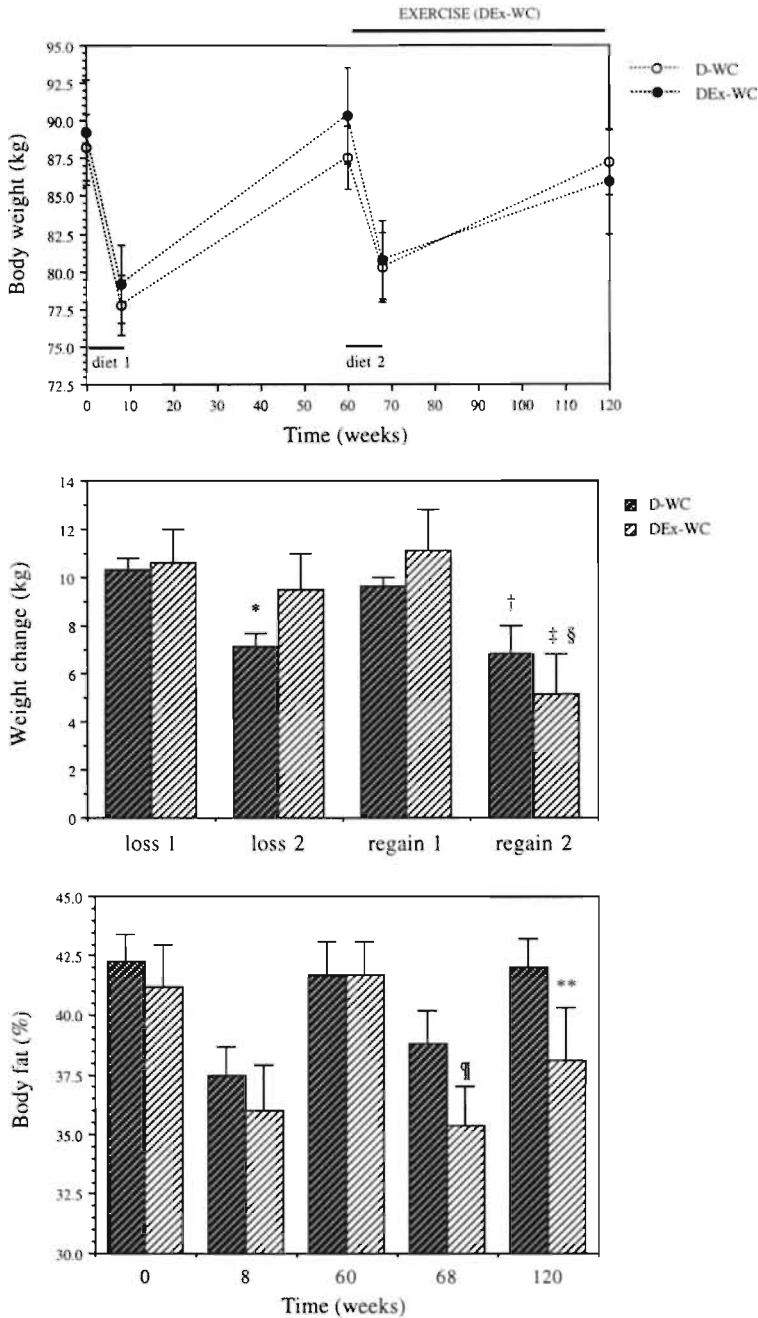 EXERCISE (DEx-WC)
95.0
92.5
90.0
87.5
85.0
82.5
80.0
77.5
75.0
72.5
Body weight (kg)
D-WC
DEx-WC
diet 1
diet 2
0 10 20 30 40 50 60 70 80 90 100 110 120
Time (weeks)
14
12
10
8
6
4
2
0
Weight change (kg)
D-WC
DEx-WC
*
†
‡ §
loss 1 loss 2 regain 1 regain 2
45.0
42.5
40.0
37.5
35.0
32.5
30.0
Body fat (%)
¶
**
0 8 60 68 120
Time (weeks)